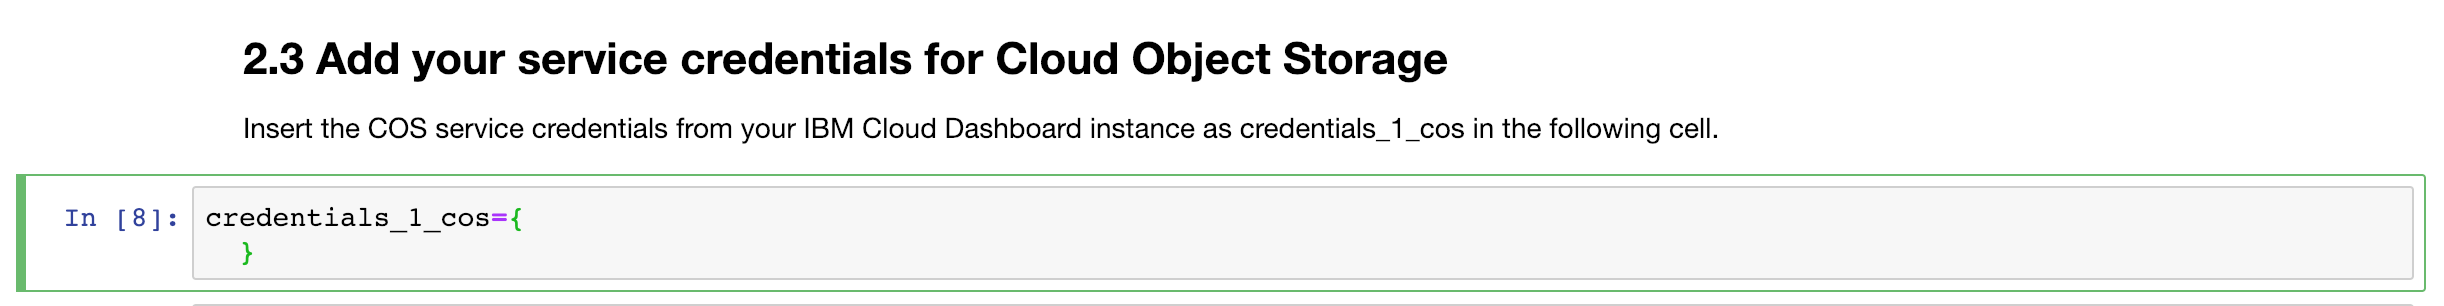 2.3 Add your service credentials for Cloud Object Storage
Insert the COS service credentials from your IBM Cloud Dashboard instance as credentials_1_cos in the following cell.
In [8]: credentials_1_cos={
}